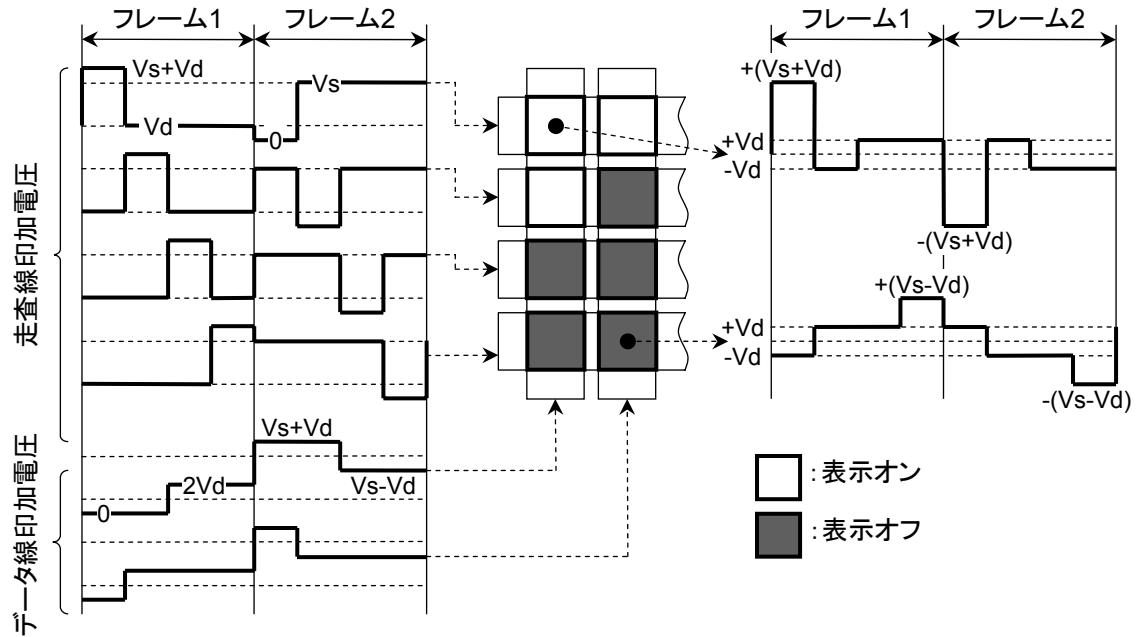 フレーム1
フレーム2
フレーム1
フレーム2
走査線印加電圧
Vs+Vd
Vd
0
Vs
+(Vs+Vd)
+Vd
-Vd
-(Vs+Vd)
+(Vs-Vd)
+Vd
-Vd
-(Vs-Vd)
データ線印加電圧
Vs+Vd
0
2Vd
Vs-Vd
:表示オン
:表示オフ